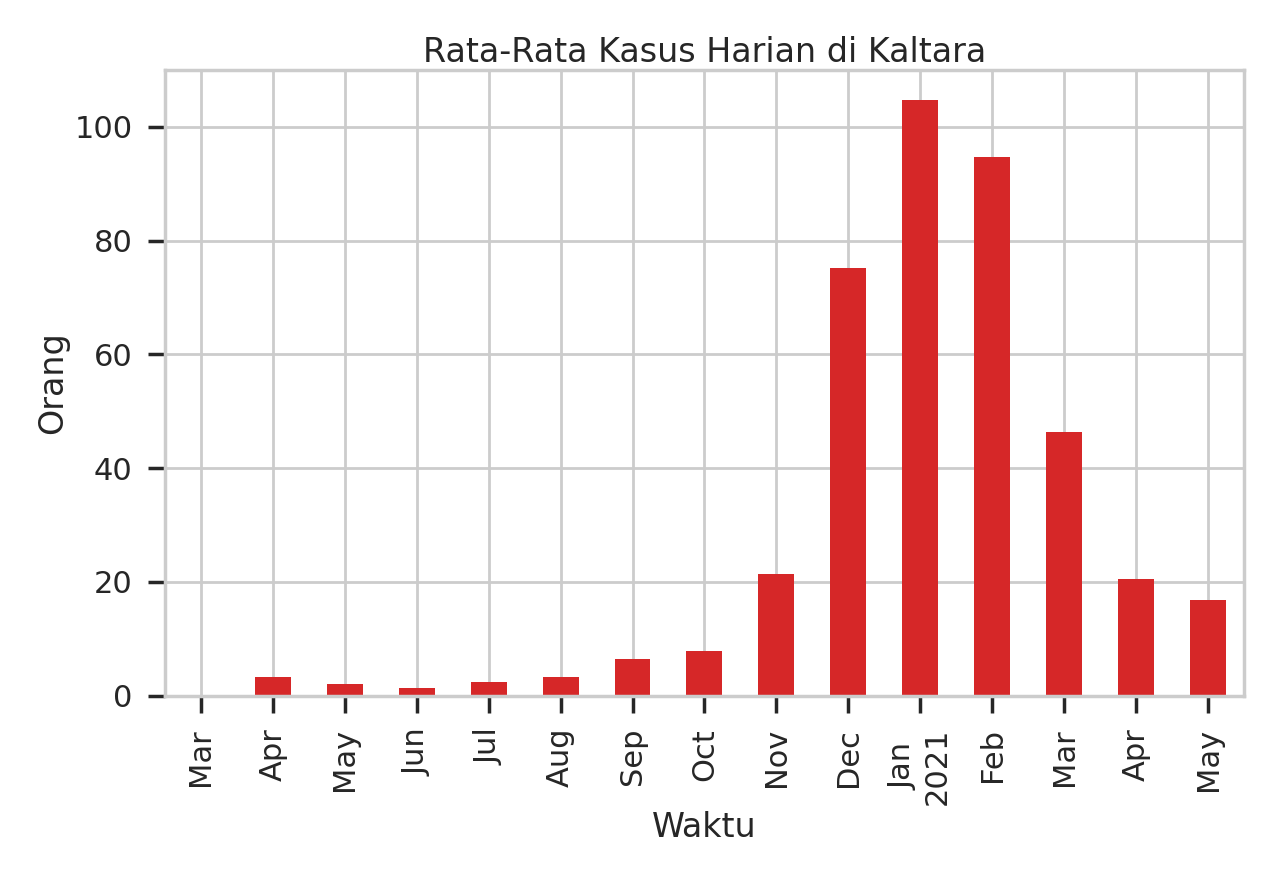 Rata-Rata Kasus Harian di Kaltara
Orang
100
80
60
40
20
0
Mar
Apr
May
Jun
Jul
Aug
Sep
Oct
Nov
Dec
Jan
2021
Feb
Mar
Apr
May
Waktu